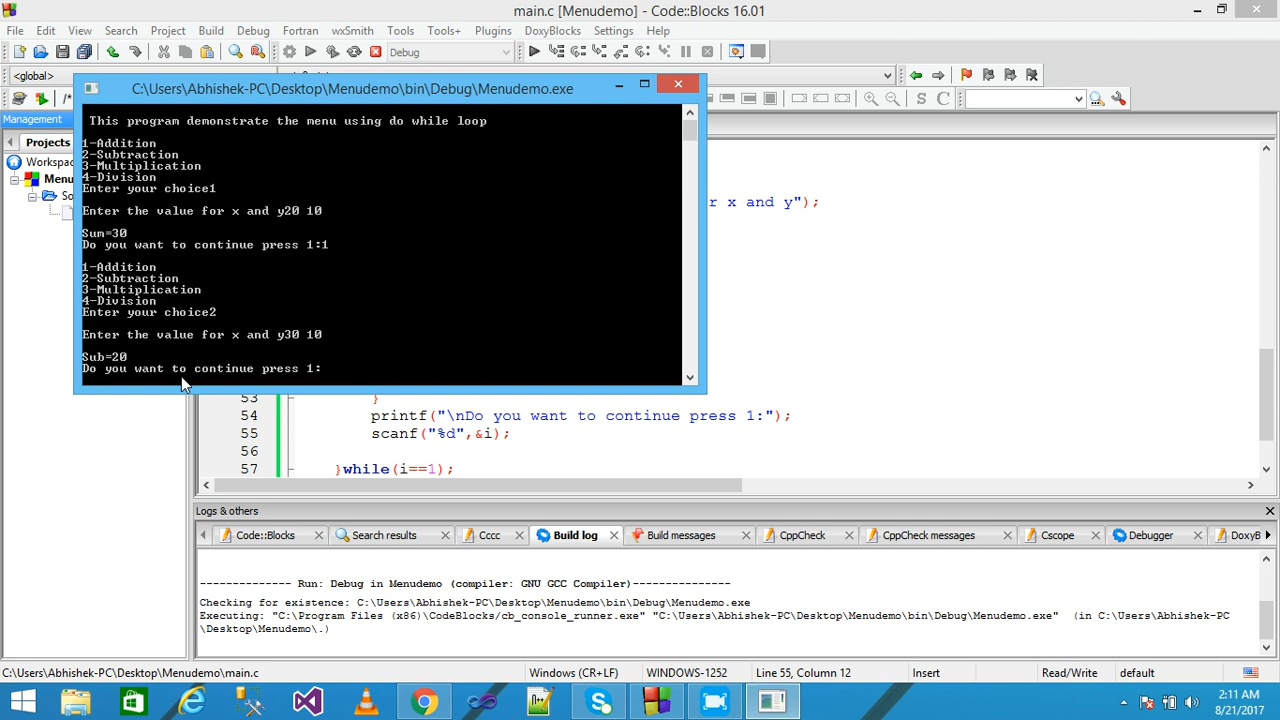 main.c [Menudemo] - Code::Blocks 16.01
File Edit View Search Project Build Debug Fortran wxSmith Tools Tools+ Plugins DoxyBlocks Settings Help
Debug
<global>
/*
S C
C:\Users\Abhishek-PC\Desktop\Menudemo\bin\Debug\Menudemo.exe
Management
Projects
Workspac
Menu
So
This program demonstrate the menu using do while loop
1-Addition
2-Subtraction
3-Multiplication
4-Division
Enter your choice1
Enter the value for x and y20 10
Sum=30
Do you want to continue press 1:1
1-Addition
2-Subtraction
3-Multiplication
4-Division
Enter your choice2
Enter the value for x and y30 10
Sub=20
Do you want to continue press 1:
r x and y");
53 }
54 printf("\nDo you want to continue press 1:");
55 scanf("%d",&i);
56
57 }while(i==1);
Logs & others
Code::Blocks Search results Cccc Build log Build messages CppCheck CppCheck messages Cscope Debugger DoxyB
-------------- Run: Debug in Menudemo (compiler: GNU GCC Compiler)---------------
Checking for existence: C:\Users\Abhishek-PC\Desktop\Menudemo\bin\Debug\Menudemo.exe
Executing: "C:\Program Files (x86)\CodeBlocks/cb_console_runner.exe" "C:\Users\Abhishek-PC\Desktop\Menudemo\bin\Debug\Menudemo.exe"  (in C:\Users\Abhishek-PC
\Desktop\Menudemo\.)
C:\Users\Abhishek-PC\Desktop\Menudemo\main.c Windows (CR+LF) WINDOWS-1252 Line 55, Column 12 Insert Read/Write default
2:11 AM
8/21/2017